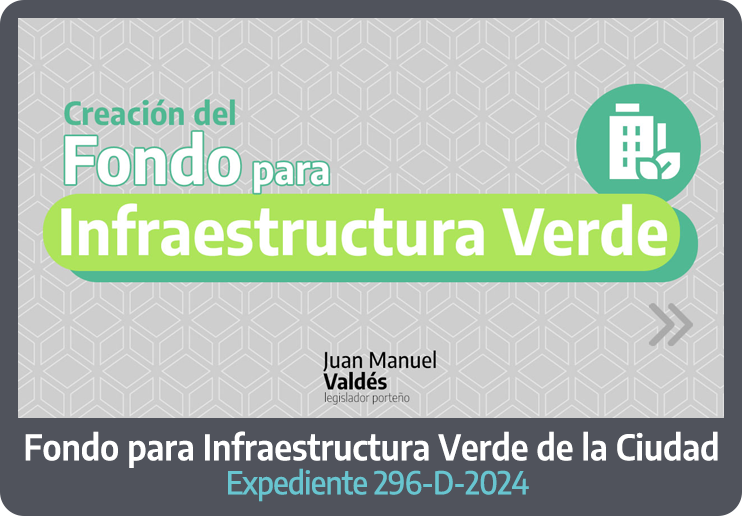 Creación del
Fondo para
Infraestructura Verde
Juan Manuel
Valdés
legislador porteño
Fondo para Infraestructura Verde de la Ciudad
Expediente 296-D-2024